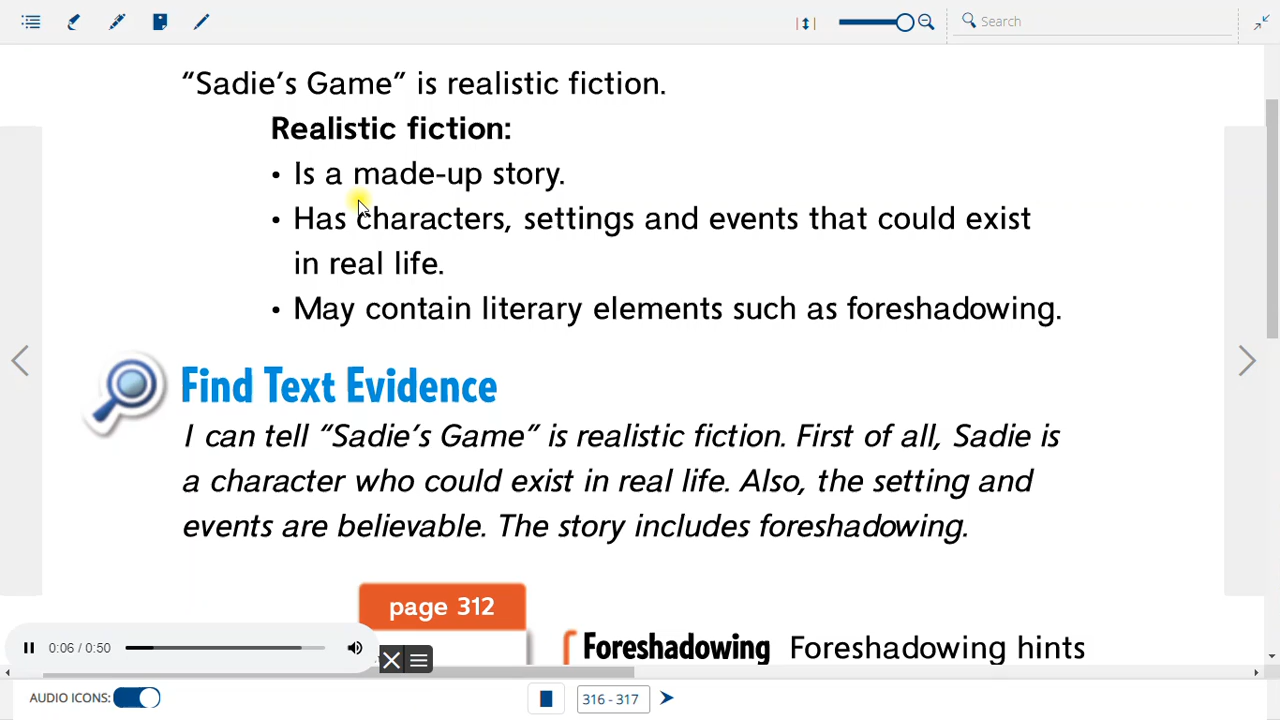 Search
“Sadie’s Game” is realistic fiction.
Realistic fiction:
• Is a made-up story.
• Has characters, settings and events that could exist
in real life.
• May contain literary elements such as foreshadowing.
Find Text Evidence
I can tell “Sadie’s Game” is realistic fiction. First of all, Sadie is
a character who could exist in real life. Also, the setting and
events are believable. The story includes foreshadowing.
page 312
Foreshadowing Foreshadowing hints
0:06 / 0:50
AUDIO ICONS:
316 - 317